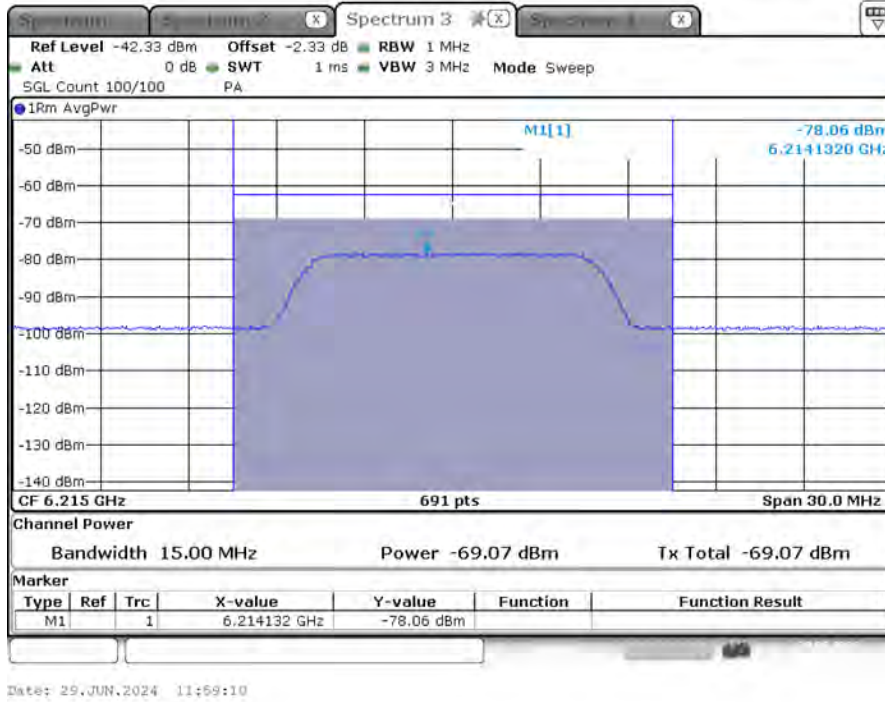 Spectrum 3
Ref Level -42.33 dBm Offset -2.33 dB RBW 1 MHz
Att 0 dB SWT 1 ms VBW 3 MHz Mode Sweep
SGL Count 100/100 PA
1Rm AvgPwr
M1[1] -78.06 dBm
6.2141320 GHz
-50 dBm
-60 dBm
-70 dBm
-80 dBm
-90 dBm
-100 dBm
-110 dBm
-120 dBm
-130 dBm
-140 dBm
CF 6.215 GHz 691 pts Span 30.0 MHz
Channel Power
Bandwidth 15.00 MHz Power -69.07 dBm Tx Total -69.07 dBm
Marker
Type Ref Trc X-value Y-value Function Function Result
M1 1 6.214132 GHz -78.06 dBm
Date: 29.JUN.2024 11:59:10